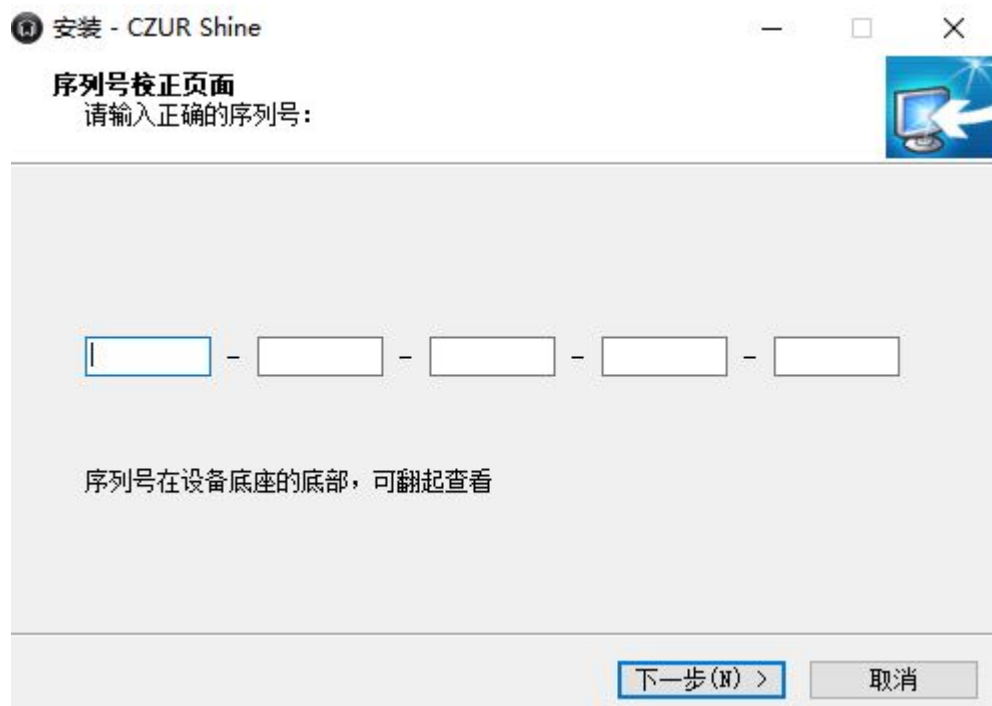 安装 - CZUR Shine
序列号校正页面
请输入正确的序列号:
- - - -
序列号在设备底座的底部，可翻起查看
下一步(N) >
取消